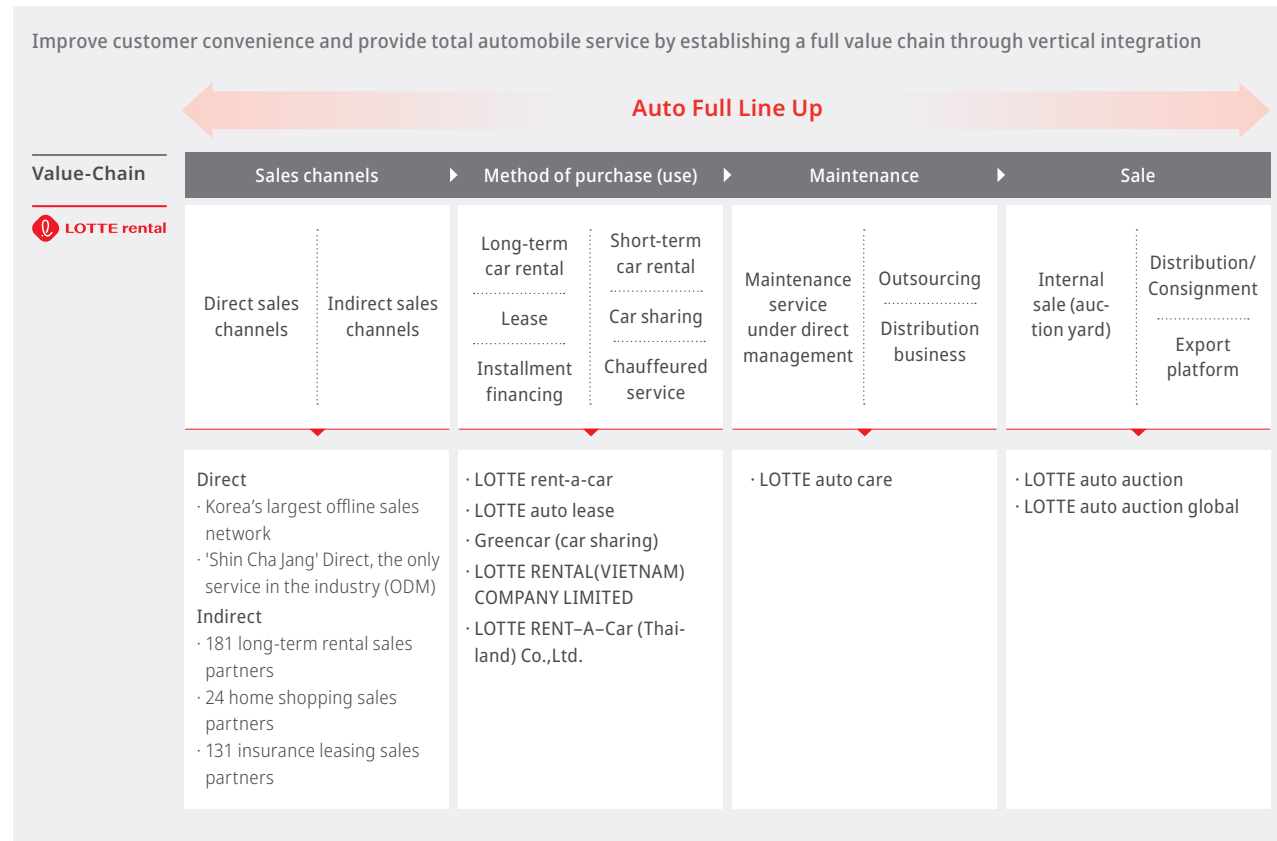 Improve customer convenience and provide total automobile service by establishing a full value chain through vertical integration
Auto Full Line Up
Value-Chain
Sales channels
Method of purchase (use)
Maintenance
Sale
LOTTE rental
Direct sales
channels
Indirect sales
channels
Long-term
car rental
Lease
Installment
financing
Short-term
car rental
Car sharing
Chauffeured
service
Maintenance
service
under direct
management
Outsourcing
Distribution
business
Internal
sale (auc-
tion yard)
Distribution/
Consignment
Export
platform
Direct
· Korea’s largest offline sales
network
· 'Shin Cha Jang' Direct, the only
service in the industry (ODM)
Indirect
· 181 long-term rental sales
partners
· 24 home shopping sales
partners
· 131 insurance leasing sales
partners
· LOTTE rent-a-car
· LOTTE auto lease
· Greencar (car sharing)
· LOTTE RENTAL(VIETNAM)
COMPANY LIMITED
· LOTTE RENT–A–Car (Thai-
land) Co.,Ltd.
· LOTTE auto care
· LOTTE auto auction
· LOTTE auto auction global